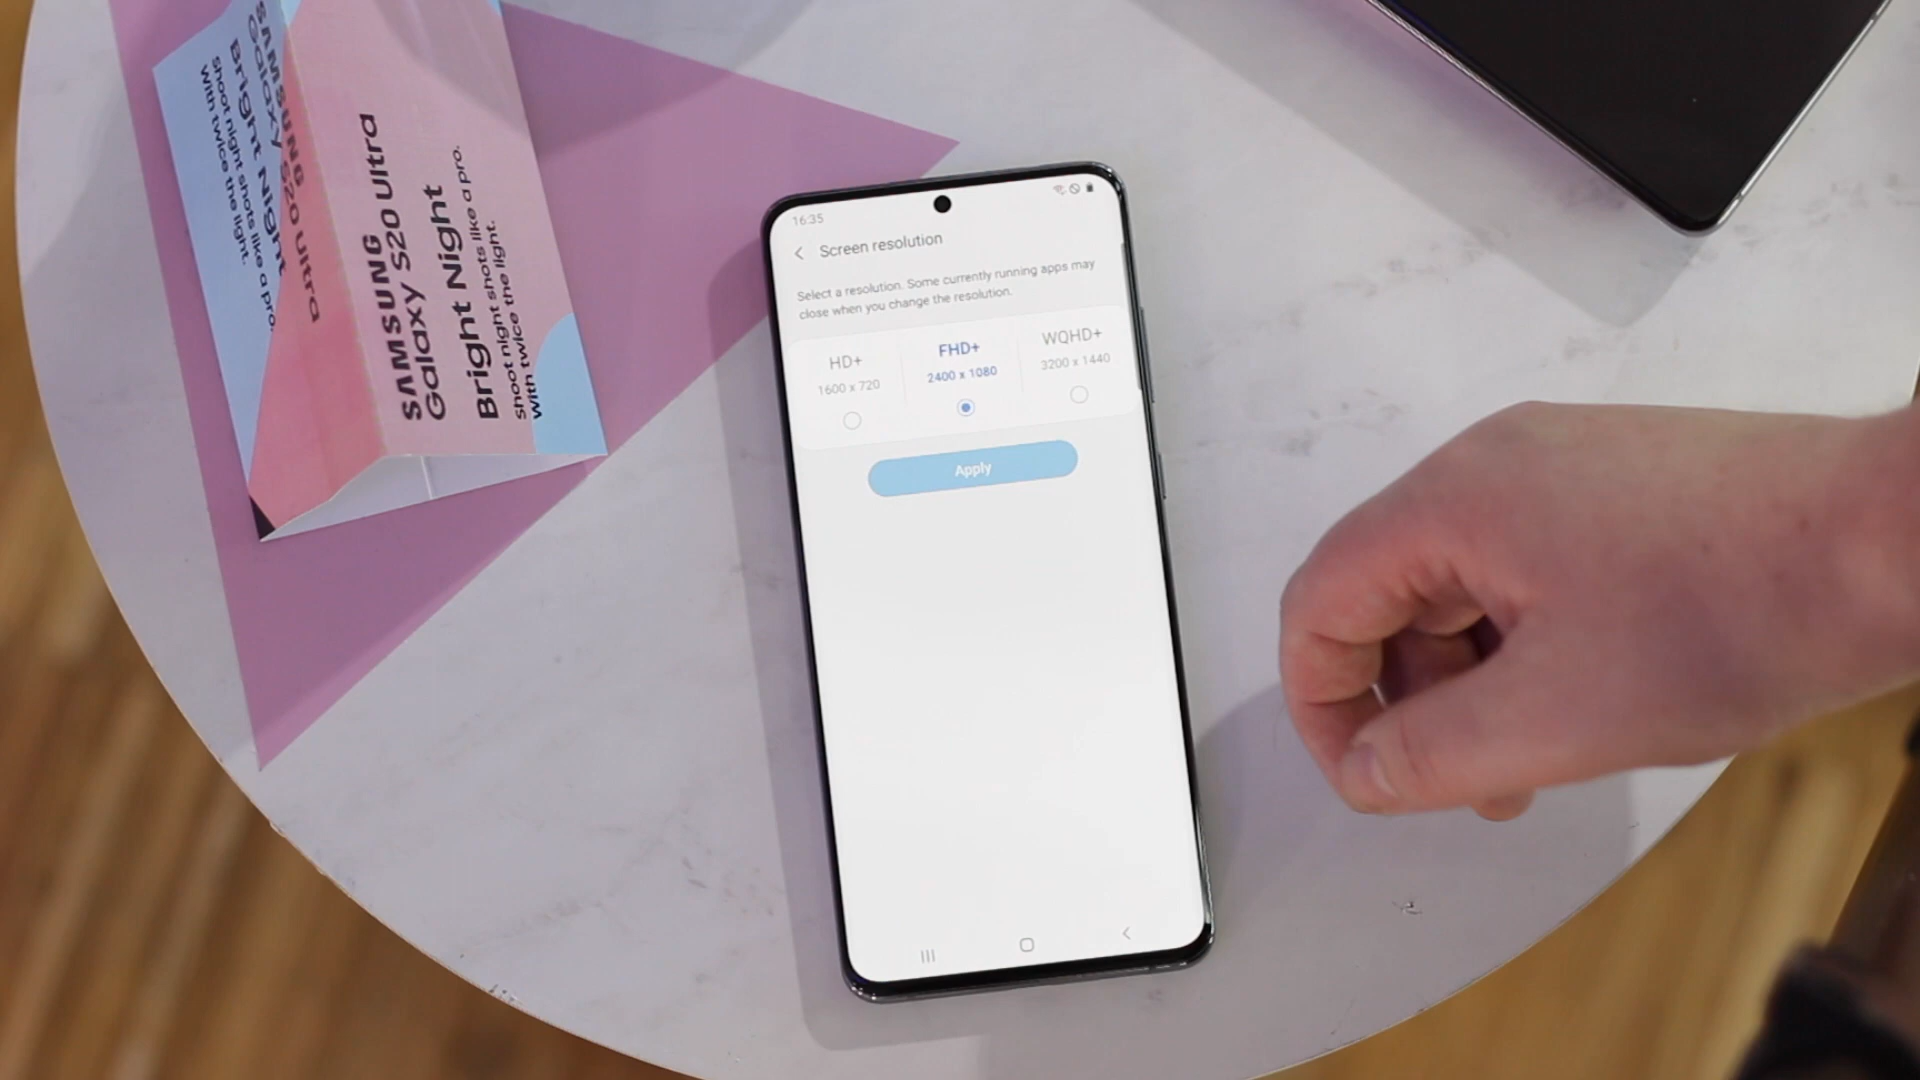 SAMSUNG
Galaxy S20 Ultra
Bright Night
shoot night shots like a pro.
With twice the light.
SAMSUNG
Galaxy S20 Ultra
Bright Night
shoot night shots like a pro.
With twice the light.
16:35
Screen resolution
Select a resolution. Some currently running apps may
close when you change the resolution.
HD+
1600 x 720
FHD+
2400 x 1080
WQHD+
3200 x 1440
Apply